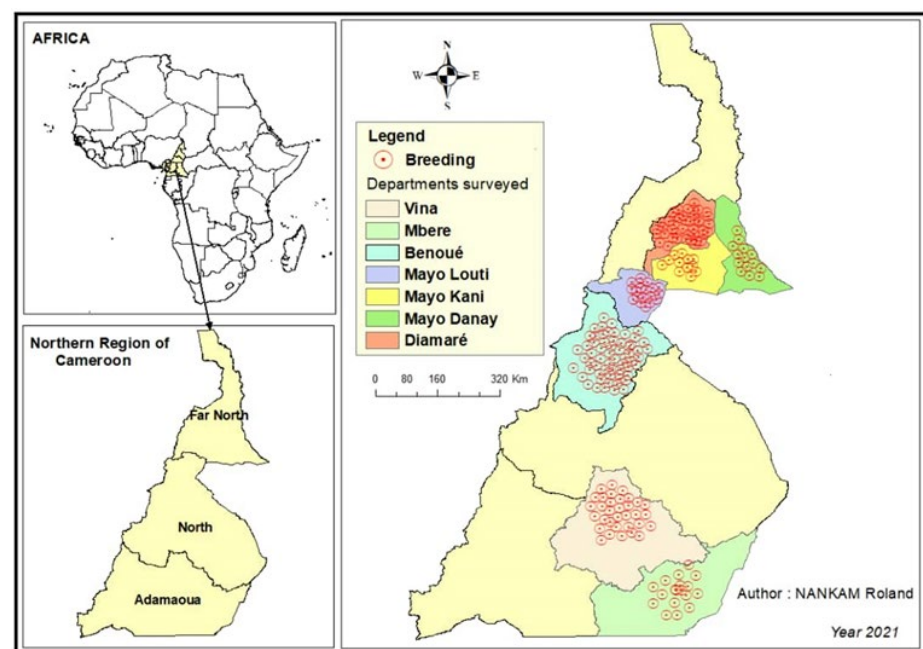 AFRICA
Northern Region of
Cameroon
Far North
North
Adamaoua
N
W E
S
Legend
Breeding
Departments surveyed
Vina
Mbere
Benoué
Mayo Louti
Mayo Kani
Mayo Danay
Diamaré
0 80 160 320 Km
Author : NANKAM Roland
Year 2021